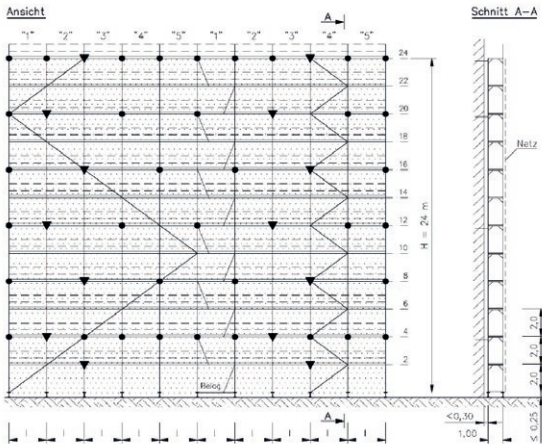 Ansicht
Schnitt A–A
A
"1" "2" "3" "4" "5" "1" "2" "3" "4" "5"
24
22
20
18
16
14
12
10
8
6
4
2
H = 24 m
Netz
Belag
2,0
2,0
2,0
≤ 0,25
A
<0,30
1,00
l l l l l l l l l l